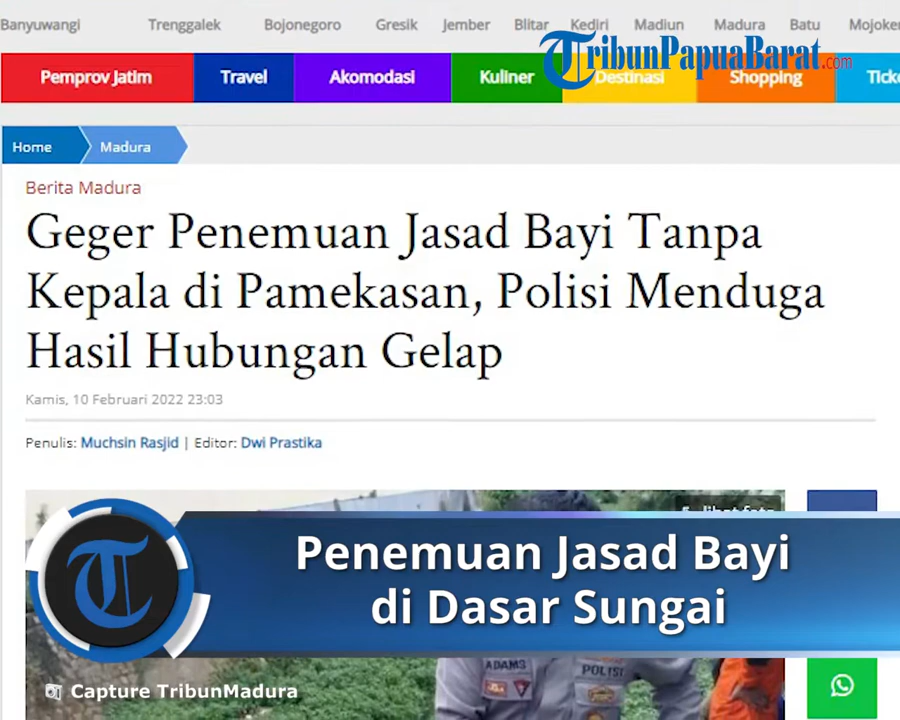 Banyuwangi Trenggalek Bojonegoro Gresik Jember Blitar Kediri Madiun Madura Batu
TribunPapuaBarat.com
Pemprov Jatim Travel Akomodasi Kuliner Destinasi Shopping
Home Madura
Berita Madura
Geger Penemuan Jasad Bayi Tanpa
Kepala di Pamekasan, Polisi Menduga
Hasil Hubungan Gelap
Kamis, 10 Februari 2022 23:03
Penulis: Muchsin Rasjid | Editor: Dwi Prastika
Penemuan Jasad Bayi
di Dasar Sungai
T
ADAMS
POLISI
Capture TribunMadura